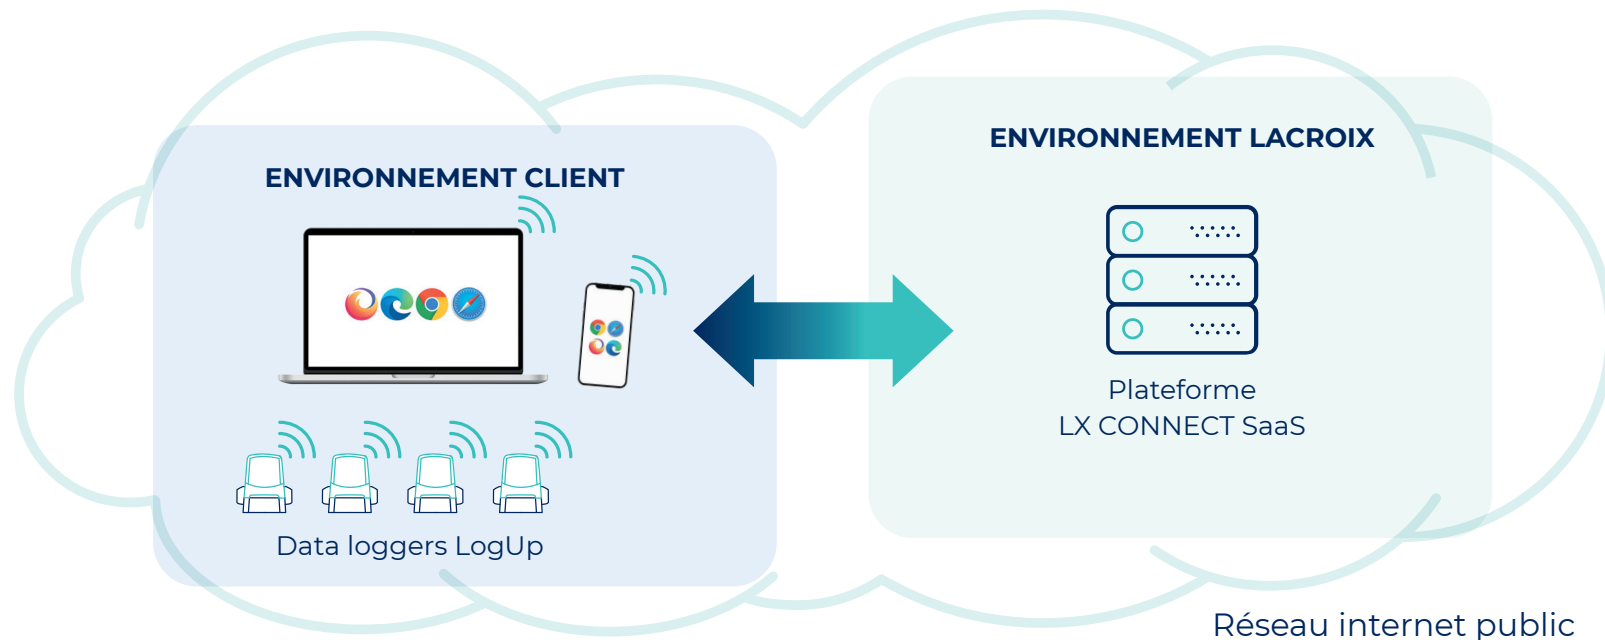 ENVIRONNEMENT CLIENT
Data loggers LogUp
ENVIRONNEMENT LACROIX
Plateforme
LX CONNECT SaaS
Réseau internet public